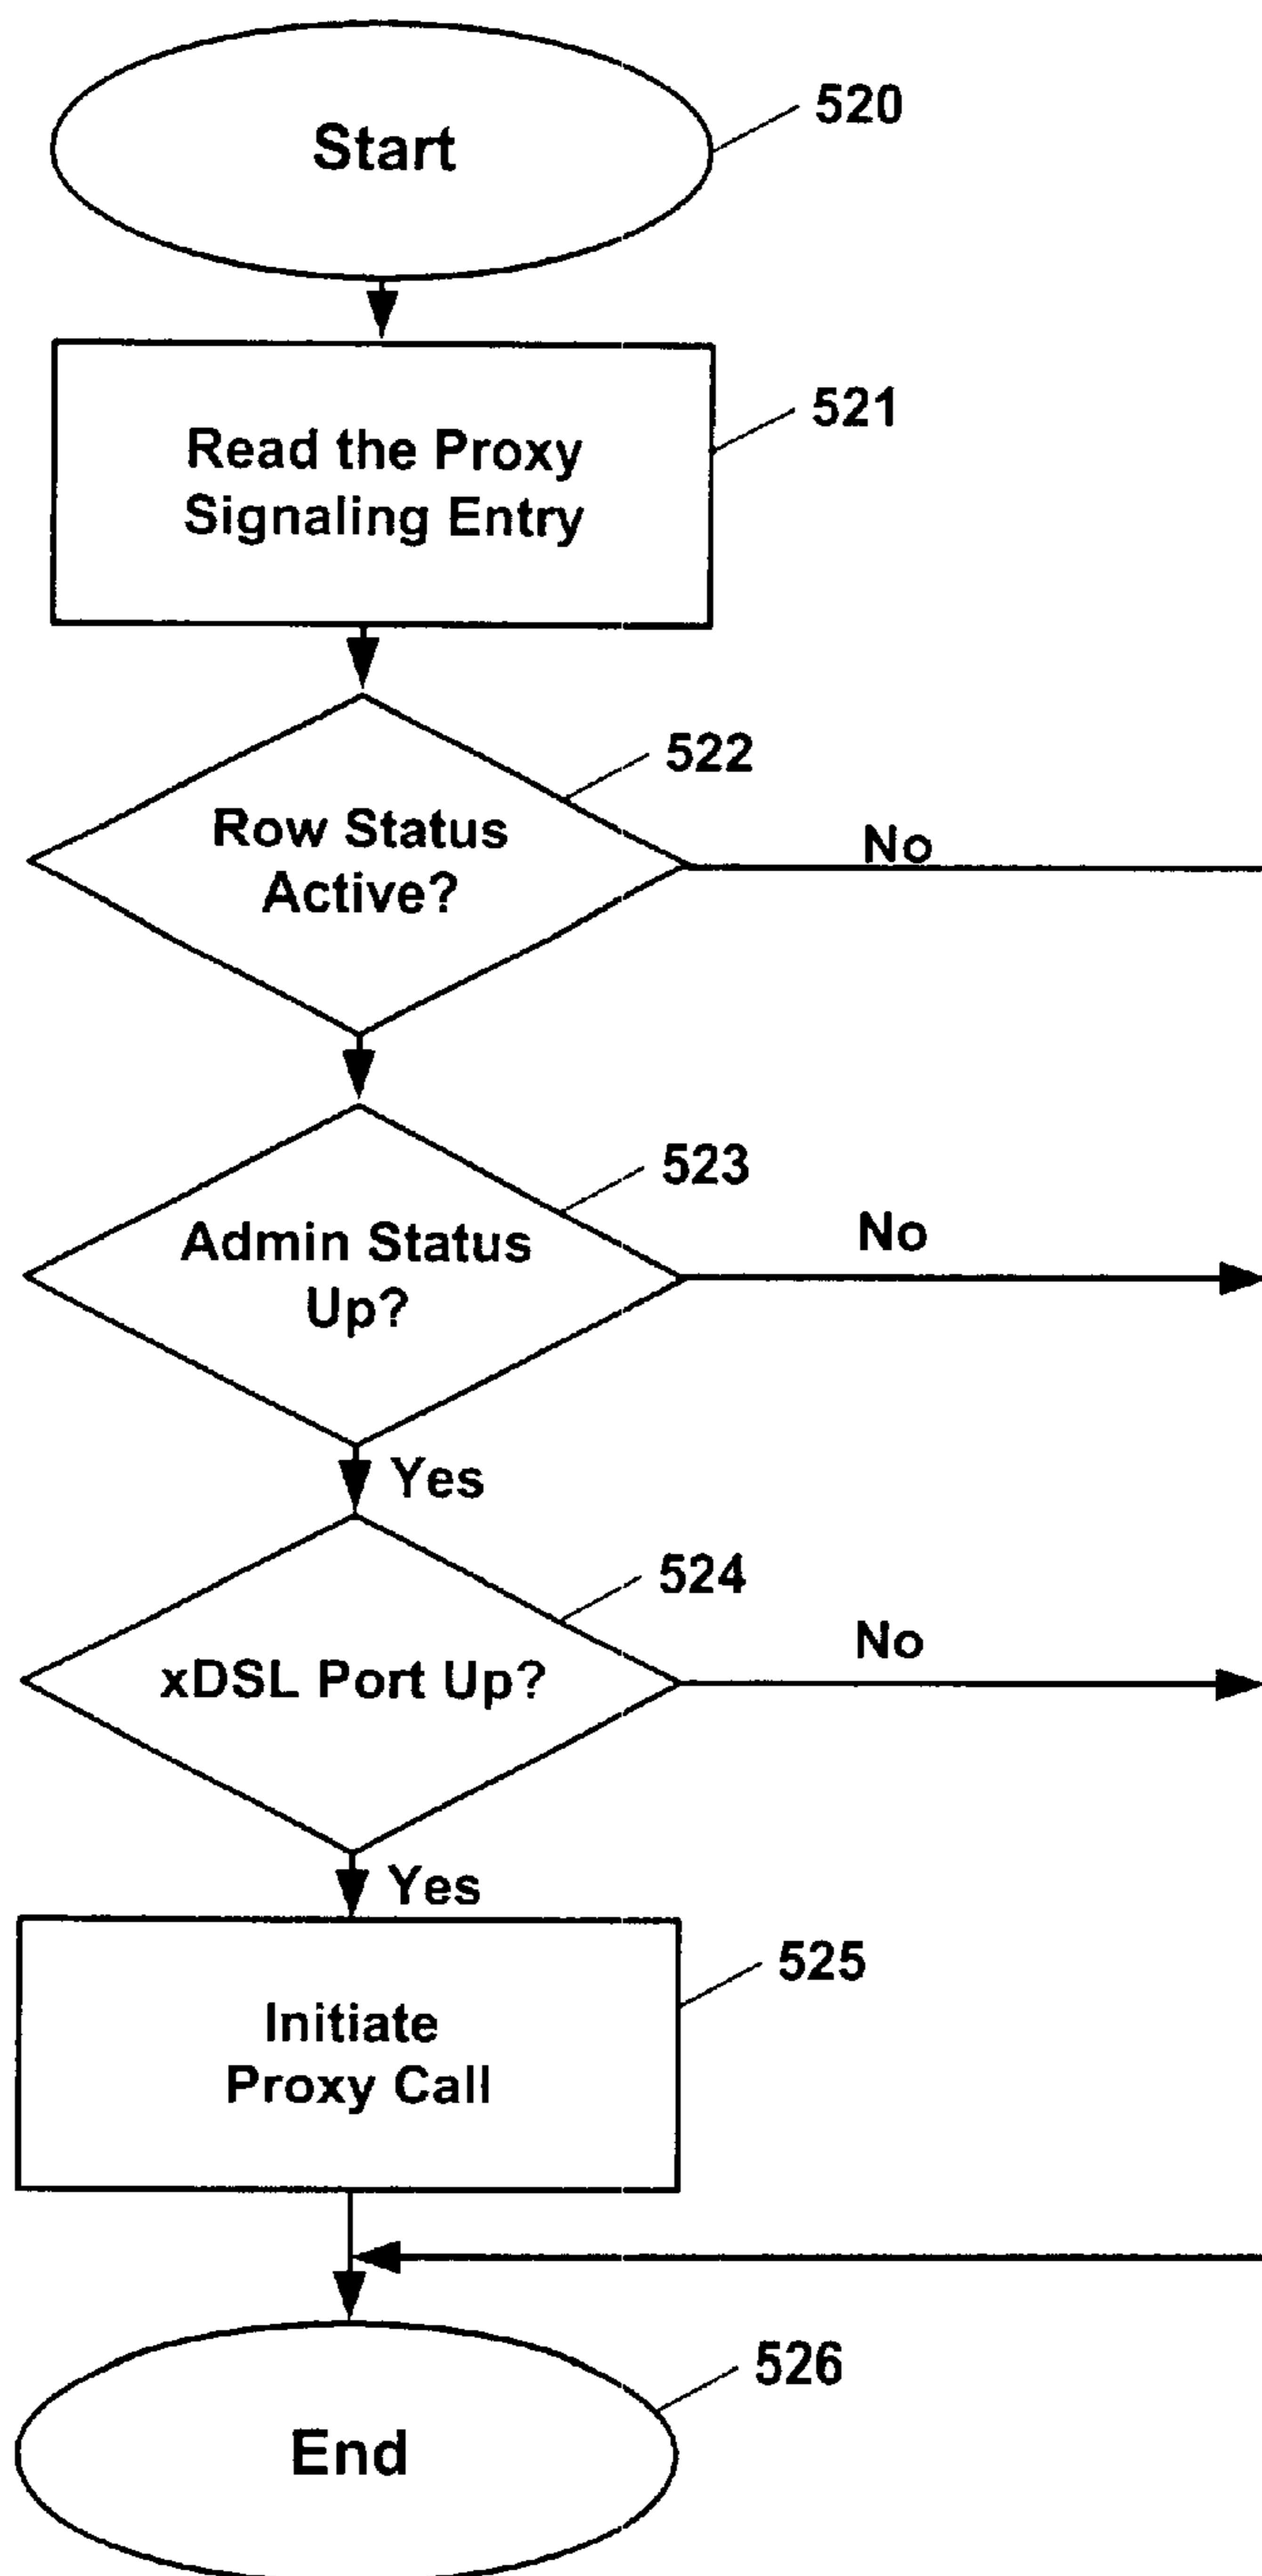 Start
520
Read the Proxy
Signaling Entry
521
Row Status
Active?
522
No
Admin Status
Up?
523
No
Yes
xDSL Port Up?
524
No
Yes
Initiate
Proxy Call
525
End
526